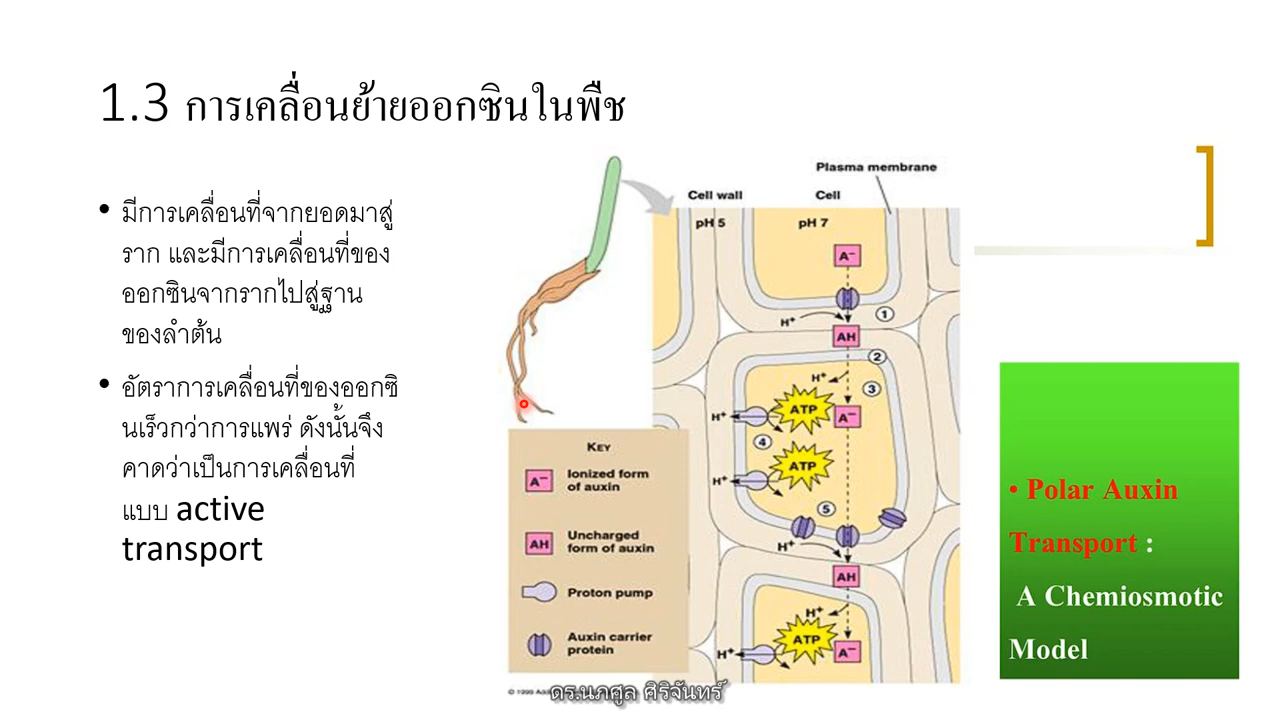 1.3 การเคลื่อนย้ายออกซินในพืช
• มีการเคลื่อนที่จากยอดมาสู่
ราก และมีการเคลื่อนที่ของ
ออกซินจากรากไปสู่ฐาน
ของลำต้น
• อัตราการเคลื่อนที่ของออกซิ
นเร็วกว่าการแพร่ ดังนั้นจึง
คาดว่าเป็นการเคลื่อนที่
แบบ active
transport
Plasma membrane
Cell wall
Cell
pH 5
pH 7
A⁻
H⁺
1
AH
2
H⁺
3
ATP
A⁻
H⁺
4
ATP
H⁺
5
H⁺
AH
H⁺
ATP
H⁺
A⁻
KEY
A⁻ Ionized form
of auxin
AH Uncharged
form of auxin
Proton pump
Auxin carrier
protein
• Polar Auxin
Transport :
A Chemiosmotic
Model
ดร.นภศูล ศิริจันทร์